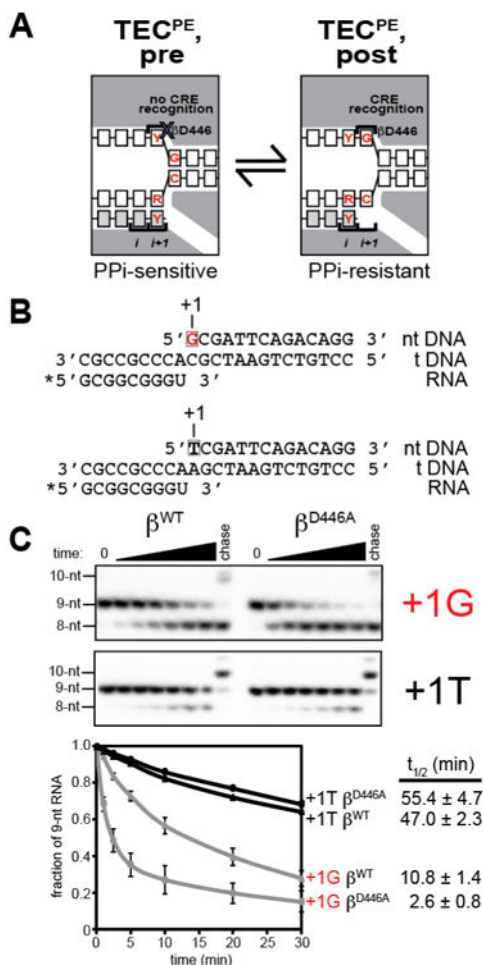 A
TEC^PE, pre
TEC^PE, post
no CRE recognition
βD446
Y
G
C
R
Y
i
i+1
CRE recognition
βD446
Y
G
R
C
Y
i
i+1
PPi-sensitive
PPi-resistant
B
+1
5′GCGATTCAGACAGG 3′ nt DNA
3′CGCCGCCCACGCTAAGTCTGTCC 5′ t DNA
*5′GCGGCGGGU 3′ RNA
+1
5′TCGATTCAGACAGG 3′ nt DNA
3′CGCCGCCCAAGCTAAGTCTGTCC 5′ t DNA
*5′GCGGCGGGU 3′ RNA
C
β^WT
β^D446A
time: 0 chase 0 chase
10-nt
9-nt
8-nt
+1G
10-nt
9-nt
8-nt
+1T
t1/2 (min)
+1T β^D446A 55.4 ± 4.7
+1T β^WT 47.0 ± 2.3
+1G β^WT 10.8 ± 1.4
+1G β^D446A 2.6 ± 0.8
fraction of 9-nt RNA
1.0
0.8
0.6
0.4
0.2
0
0 5 10 15 20 25 30
time (min)